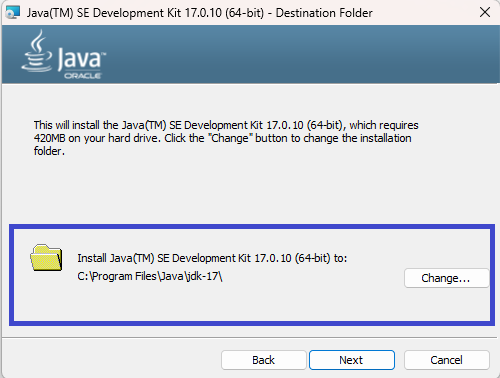 Java(TM) SE Development Kit 17.0.10 (64-bit) - Destination Folder
Java
ORACLE
This will install the Java(TM) SE Development Kit 17.0.10 (64-bit), which requires
420MB on your hard drive. Click the "Change" button to change the installation
folder.
Install Java(TM) SE Development Kit 17.0.10 (64-bit) to:
C:\Program Files\Java\jdk-17\
Change...
Back
Next
Cancel